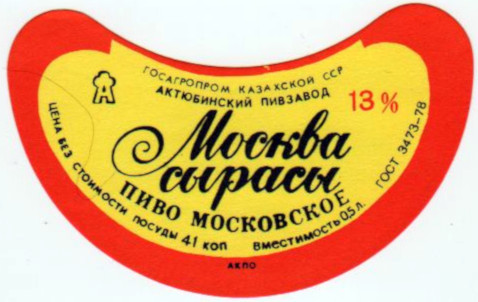 ГОСАГРОПРОМ КАЗАХСКОЙ ССР
АКТЮБИНСКИЙ ПИВЗАВОД
13%
Москва
сырасы
ПИВО МОСКОВСКОЕ
ЦЕНА БЕЗ СТОИМОСТИ ПОСУДЫ 41 КОП
ВМЕСТИМОСТЬ 0,5 Л.
ГОСТ 3473-78
АКПО